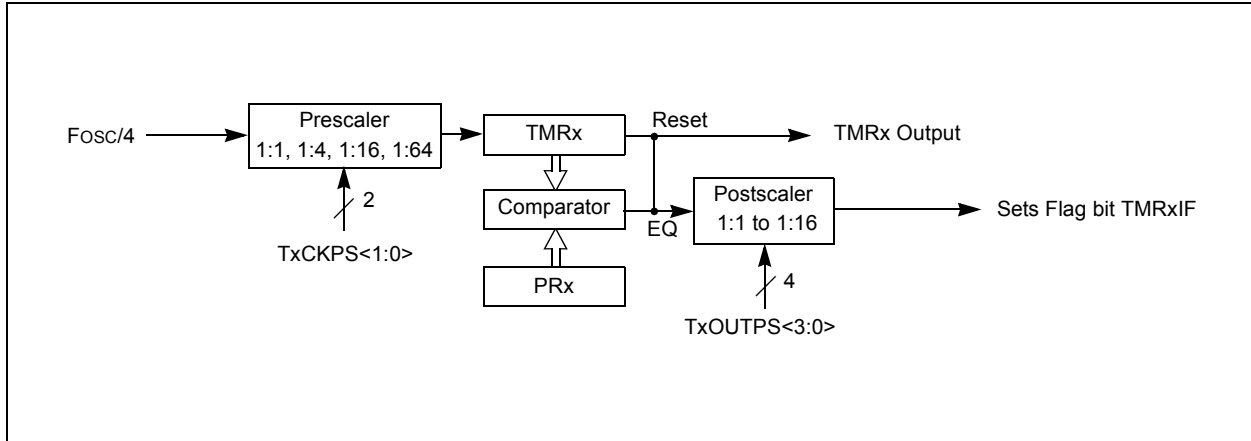 FOSC/4
Prescaler
1:1, 1:4, 1:16, 1:64
2
TxCKPS<1:0>
TMRx
Reset
TMRx Output
Comparator
EQ
PRx
Postscaler
1:1 to 1:16
4
TxOUTPS<3:0>
Sets Flag bit TMRxIF